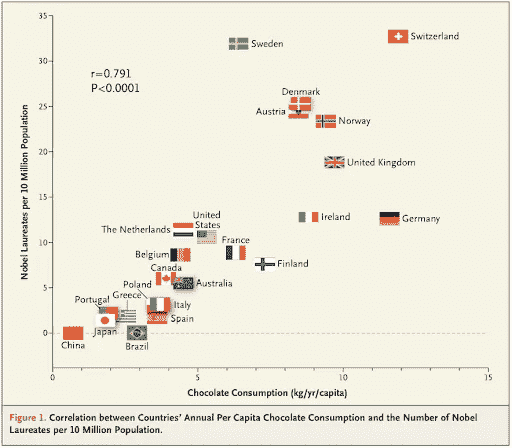 35
30
25
20
15
10
5
0
Nobel Laureates per 10 Million Population
r=0.791
P<0.0001
Sweden
Switzerland
Denmark
Austria
Norway
United Kingdom
Ireland
Germany
United
States
The Netherlands
France
Belgium
Finland
Canada
Australia
Poland
Greece
Portugal
Italy
Spain
Japan
China
Brazil
0
5
10
15
Chocolate Consumption (kg/yr/capita)
Figure 1. Correlation between Countries' Annual Per Capita Chocolate Consumption and the Number of Nobel
Laureates per 10 Million Population.